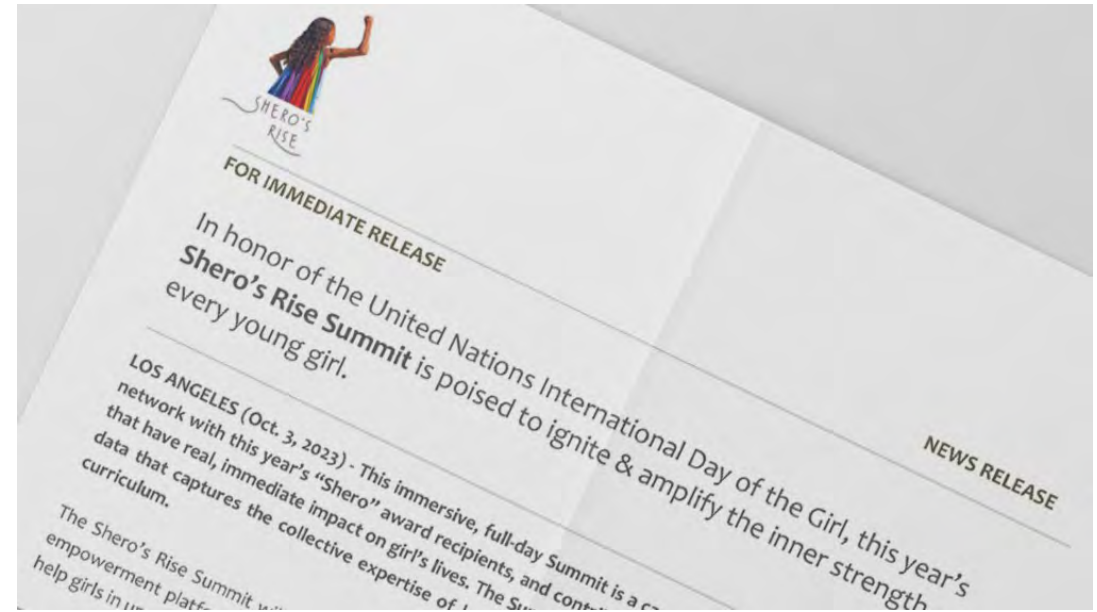 SHERO'S
RISE
FOR IMMEDIATE RELEASE
NEWS RELEASE
In honor of the United Nations International Day of the Girl, this year's
Shero's Rise Summit is poised to ignite & amplify the inner strength
every young girl.
LOS ANGELES (Oct. 3, 2023) - This immersive, full-day Summit is a
network with this year's "Shero" award recipients, and
that have real, immediate impact on girl's lives. The
data that captures the collective expertise of
curriculum.
The Shero's Rise Summit
empowerment
help girls in